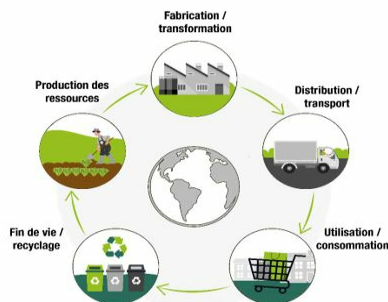 Fabrication /
transformation
Production des
ressources
Distribution /
transport
Fin de vie /
recyclage
Utilisation /
consommation